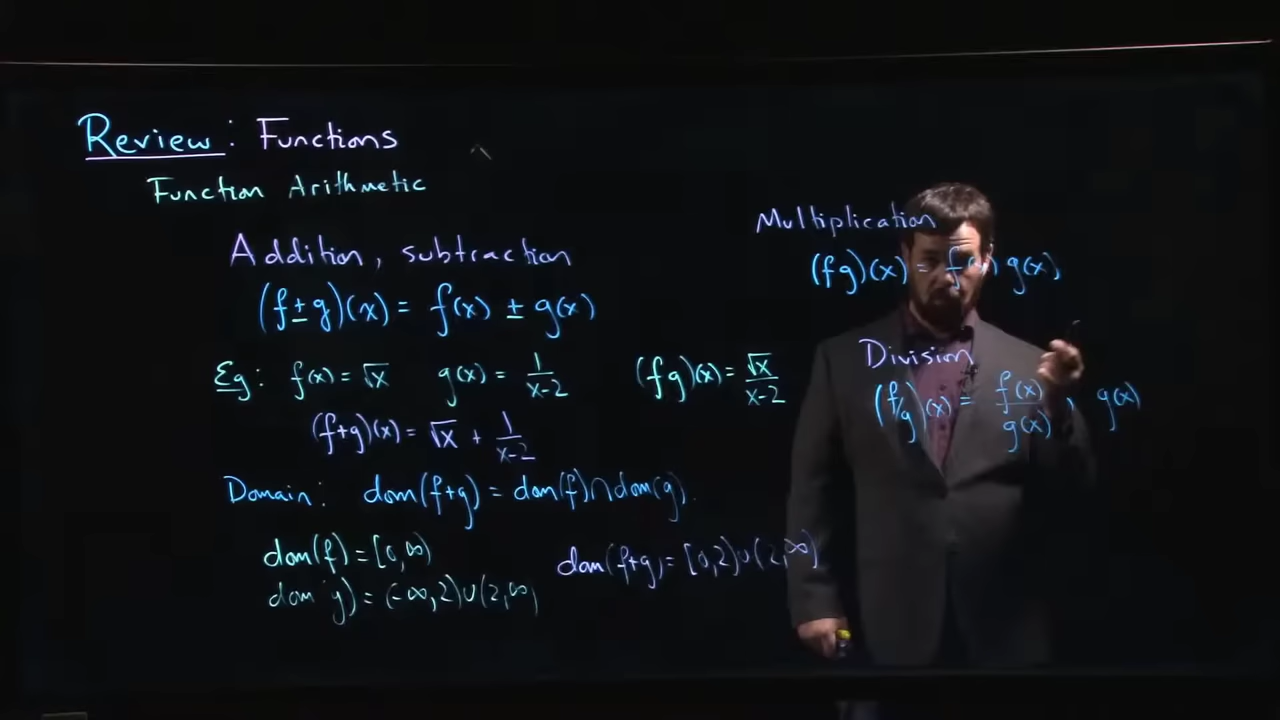 Review: Functions
Function Arithmetic
Addition, subtraction
(f±g)(x) = f(x) ± g(x)
Eg: f(x) = √x g(x) = 1/(x-2)
(f+g)(x) = √x + 1/(x-2)
Domain: dom(f+g) = dom(f)∩dom(g).
dom(f) = [0,∞)
dom g) = (-∞,2)∪(2,∞)
dom(f+g) = [0,2)∪(2,∞)
(fg)(x) = √x/(x-2)
Multiplication
(fg)(x) = f(x) g(x),
Division
(f/g)(x) = f(x)/g(x), g(x)